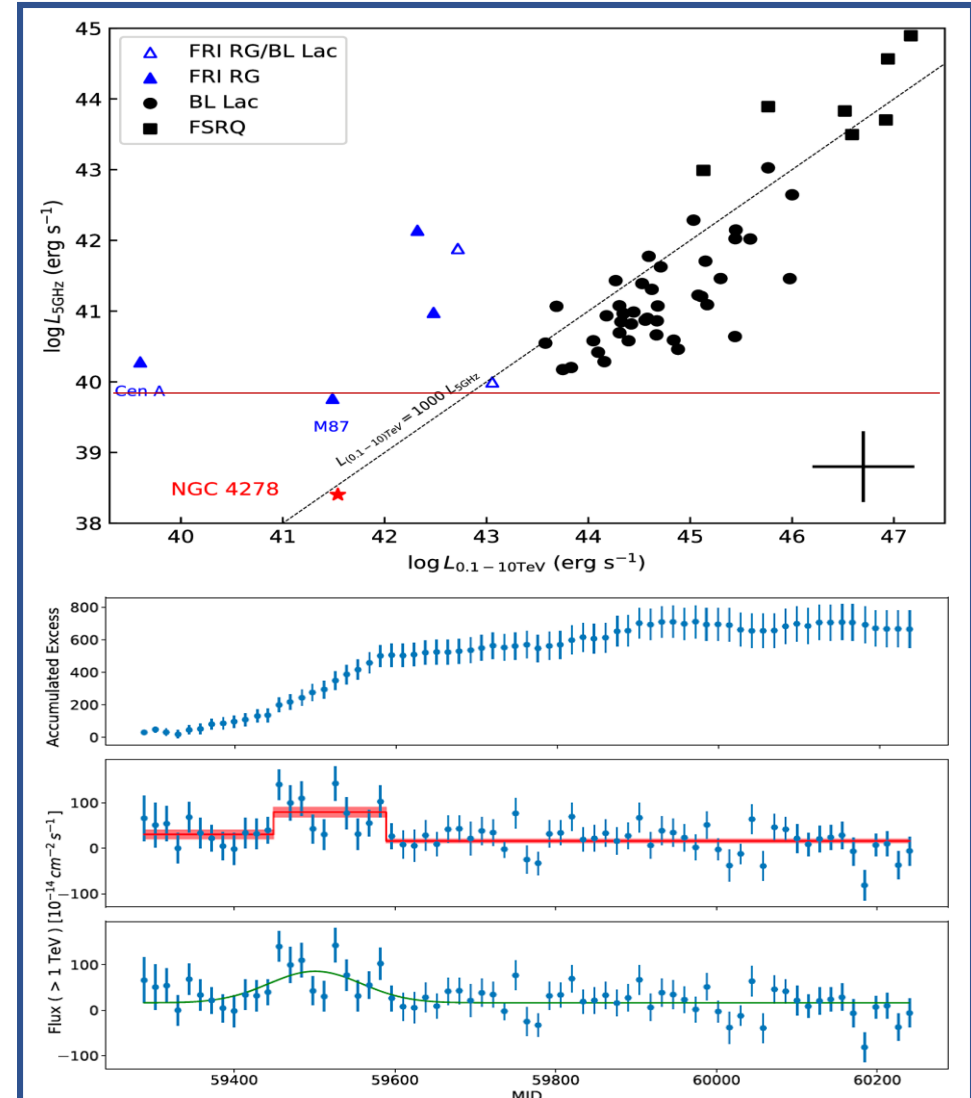 45
44
43
42
41
40
39
38
log L5GHz (erg s⁻¹)
FRI RG/BL Lac
FRI RG
BL Lac
FSRQ
Cen A
M87
NGC 4278
L(0.1−10)TeV = 1000 L5GHz
40 41 42 43 44 45 46 47
log L0.1−10TeV (erg s⁻¹)
Accumulated Excess
800
600
400
200
0
Flux ( > 1 TeV ) [10⁻¹⁴ cm⁻² s⁻¹]
100
0
−100
100
0
−100
59400 59600 59800 60000 60200
MJD